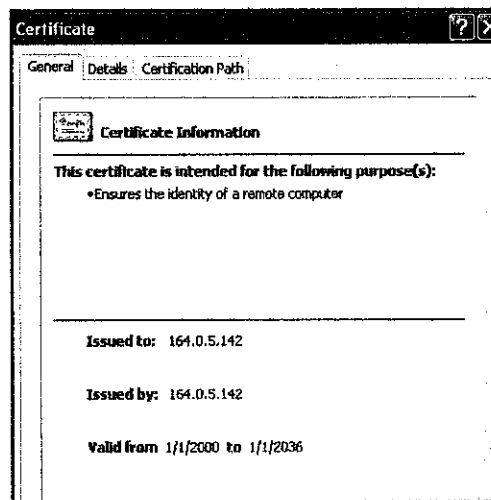 Certificate
? X
General Details Certification Path
Certificate Information
This certificate is intended for the following purpose(s):
•Ensures the identity of a remote computer
Issued to: 164.0.5.142
Issued by: 164.0.5.142
Valid from 1/1/2000 to 1/1/2036